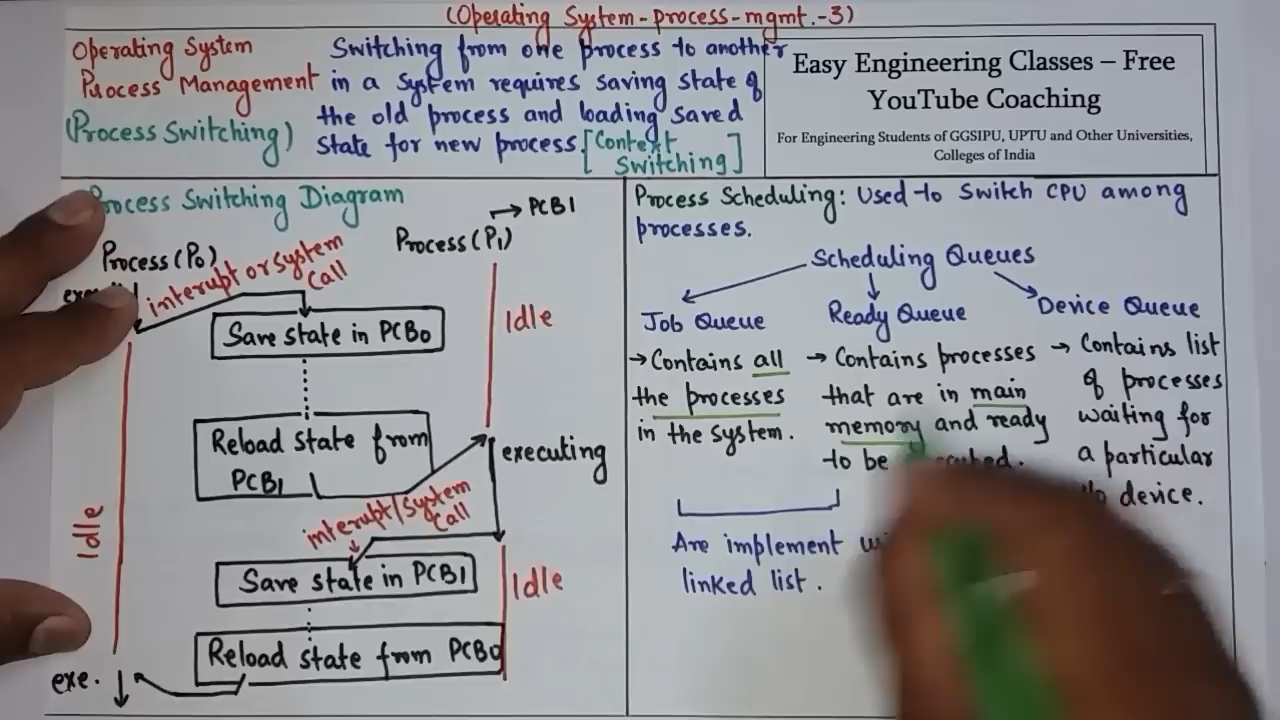 (Operating System-process-mgmt.-3)
Operating System
Process Management
(Process Switching)
Switching from one process to another
in a system requires saving state of
the old process and loading saved
state for new process. [Context
Switching]
Easy Engineering Classes – Free
YouTube Coaching
For Engineering Students of GGSIPU, UPTU and Other Universities,
Colleges of India
Process Switching Diagram
Process (P0)
Process (P1)
→ PCB1
interupt or System
Call
Save state in PCB0
Idle
Reload state from
PCB1
executing
Idle
interupt/System
Call
Save state in PCB1
Idle
Reload state from PCB0
exe.
Process Scheduling: Used to switch CPU among
processes.
Scheduling Queues
Job Queue
→ Contains all
the processes
in the system.
Ready Queue
→ Contains processes
that are in main
memory and ready
to be
Device Queue
→ Contains list
of processes
waiting for
a particular
device.
Are implement
linked list.